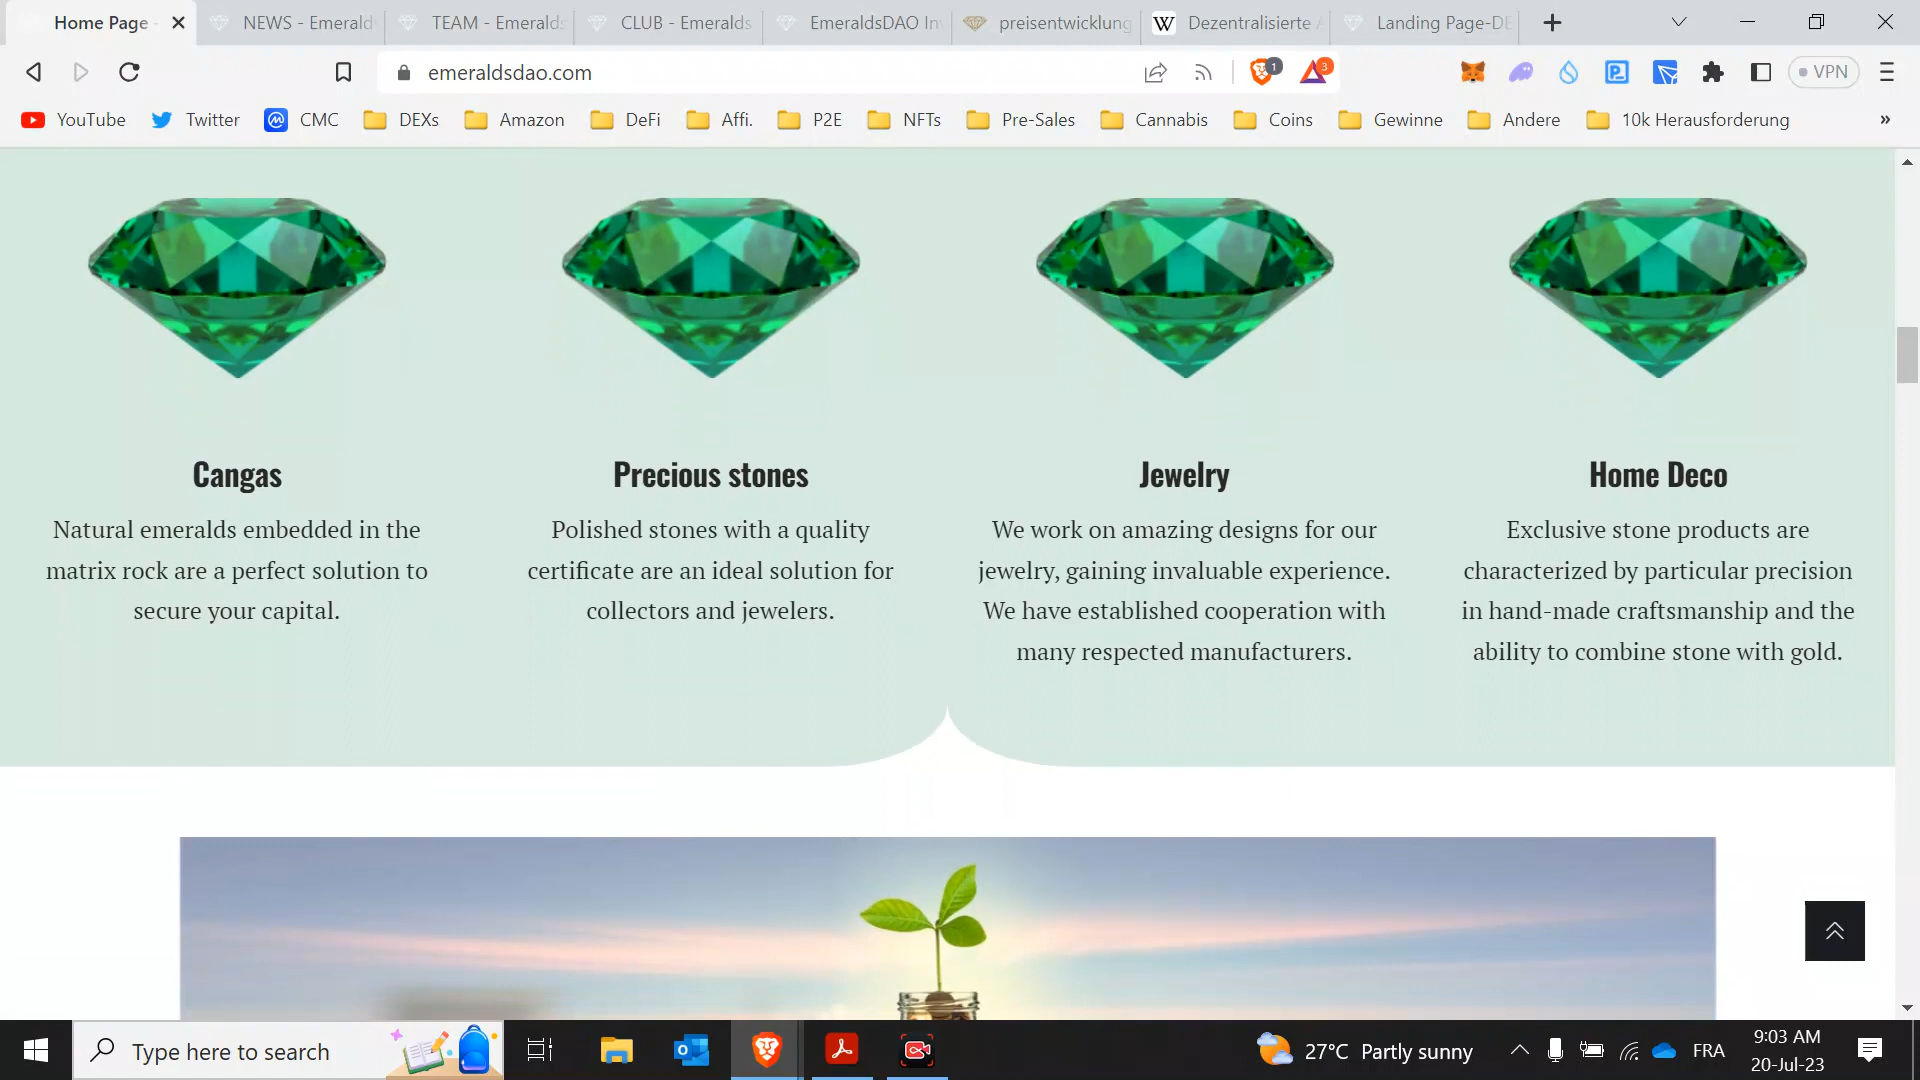 Home Page -
NEWS - Emerald
TEAM - Emeralds
CLUB - Emeralds
EmeraldsDAO In
preisentwicklung
W
Dezentralisierte A
Landing Page-DE
emeraldsdao.com
1
3
VPN
YouTube
Twitter
CMC
DEXs
Amazon
DeFi
Affi.
P2E
NFTs
Pre-Sales
Cannabis
Coins
Gewinne
Andere
10k Herausforderung
»
Cangas
Natural emeralds embedded in the
matrix rock are a perfect solution to
secure your capital.
Precious stones
Polished stones with a quality
certificate are an ideal solution for
collectors and jewelers.
Jewelry
We work on amazing designs for our
jewelry, gaining invaluable experience.
We have established cooperation with
many respected manufacturers.
Home Deco
Exclusive stone products are
characterized by particular precision
in hand-made craftsmanship and the
ability to combine stone with gold.
Type here to search
27°C Partly sunny
FRA
9:03 AM
20-Jul-23